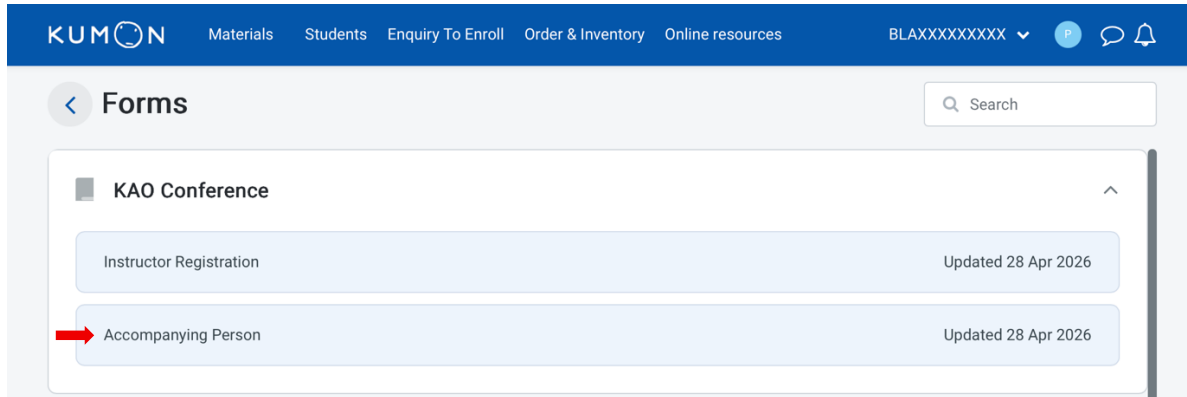 KUMON Materials Students Enquiry To Enroll Order & Inventory Online resources BLAXXXXXXXXX P
Forms
Search
KAO Conference
Instructor Registration Updated 28 Apr 2026
Accompanying Person Updated 28 Apr 2026